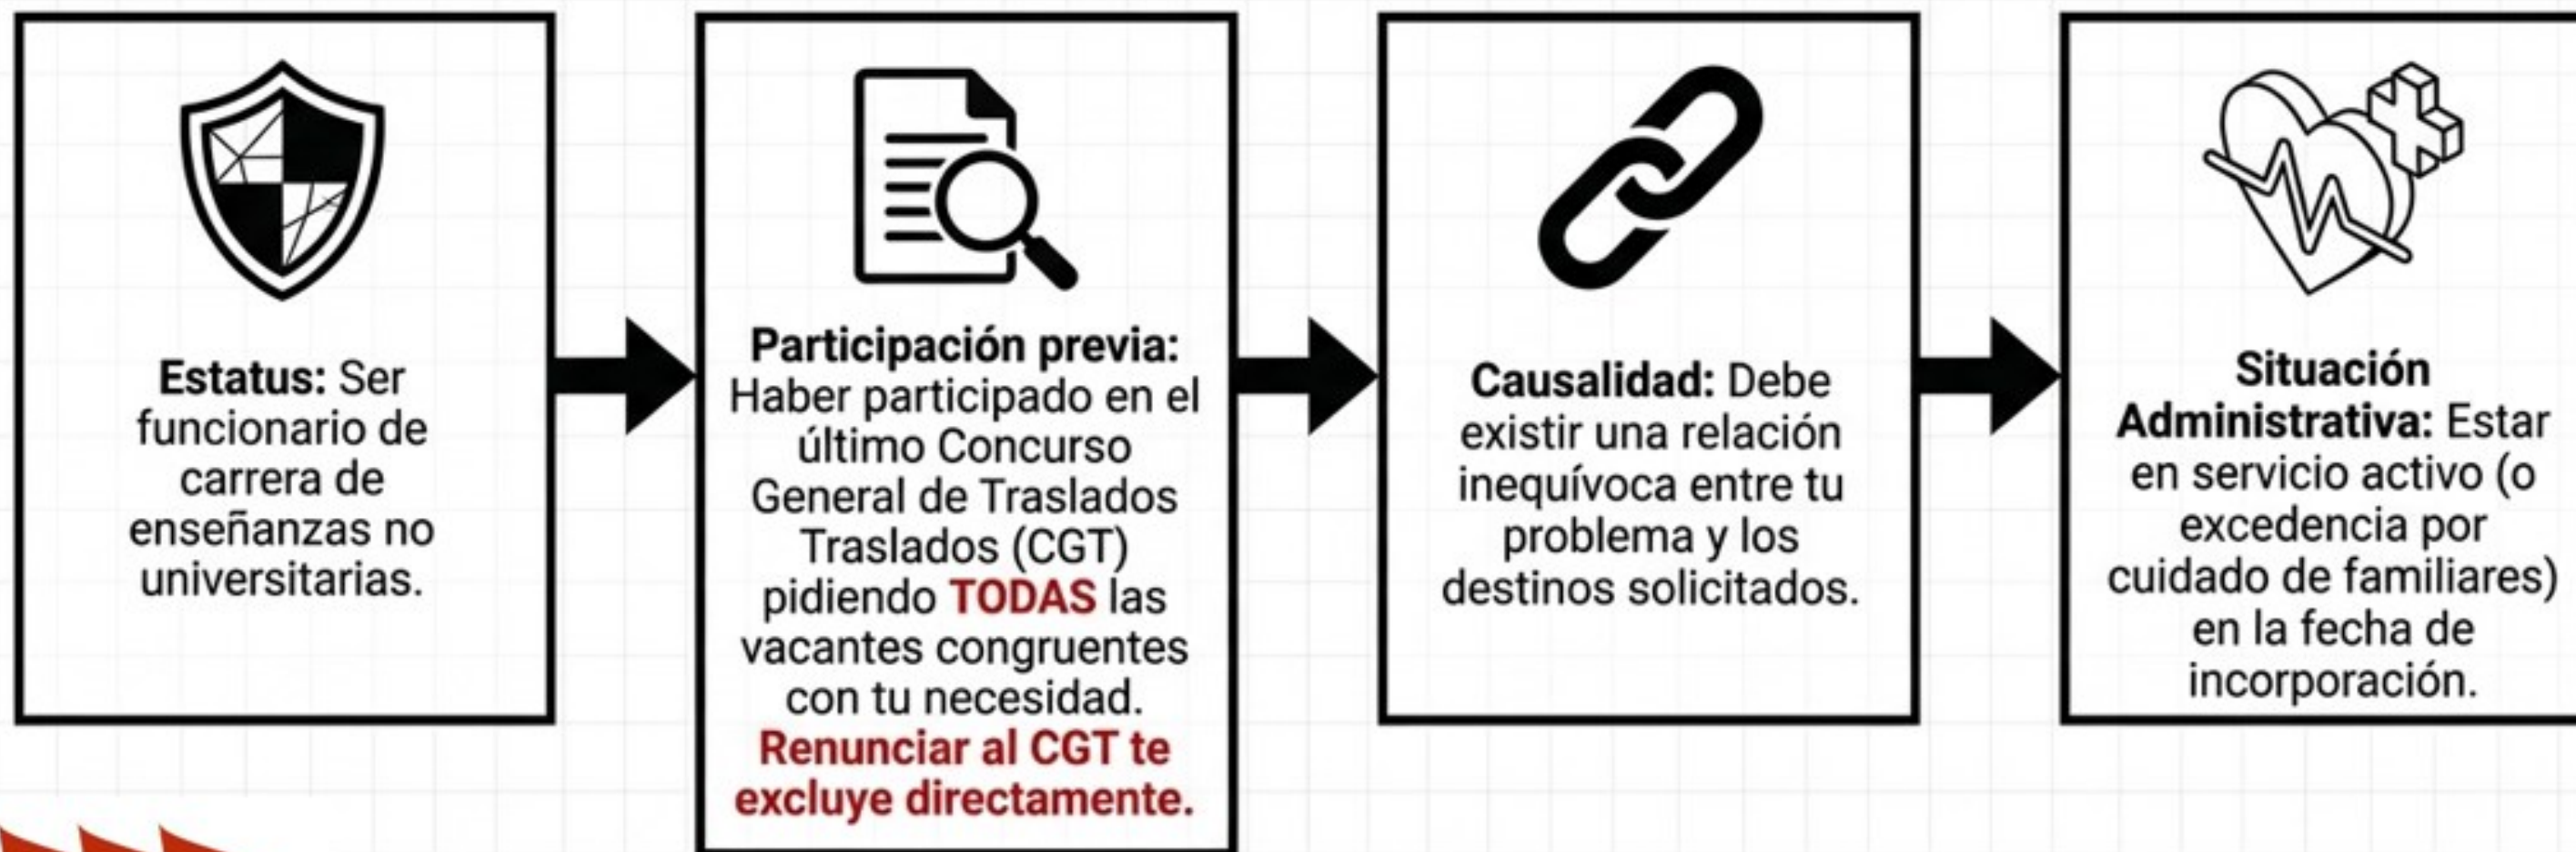 Estatus: Ser
funcionario de
carrera de
enseñanzas no
universitarias.
Participación previa:
Haber participado en el
último Concurso
General de Traslados
Traslados (CGT)
pidiendo TODAS las
vacantes congruentes
con tu necesidad.
Renunciar al CGT te
excluye directamente.
Causalidad: Debe
existir una relación
inequívoca entre tu
problema y los
destinos solicitados.
Situación
Administrativa: Estar
en servicio activo (o
excedencia por
cuidado de familiares)
en la fecha de
incorporación.